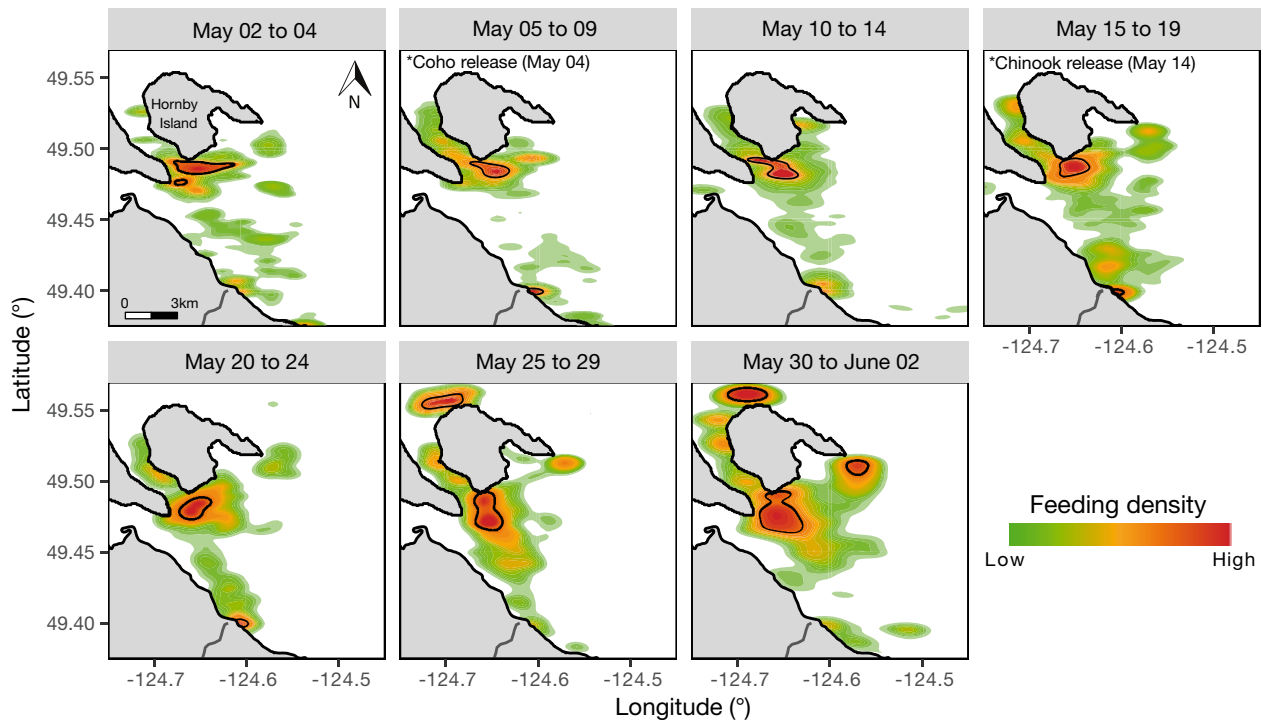 May 02 to 04
May 05 to 09
May 10 to 14
May 15 to 19
*Coho release (May 04)
*Chinook release (May 14)
49.55
49.50
49.45
49.40
Hornby
Island
N
0 3km
-124.7 -124.6 -124.5
May 20 to 24
May 25 to 29
May 30 to June 02
49.55
49.50
49.45
49.40
-124.7 -124.6 -124.5
-124.7 -124.6 -124.5
-124.7 -124.6 -124.5
Latitude (°)
Longitude (°)
Feeding density
Low High